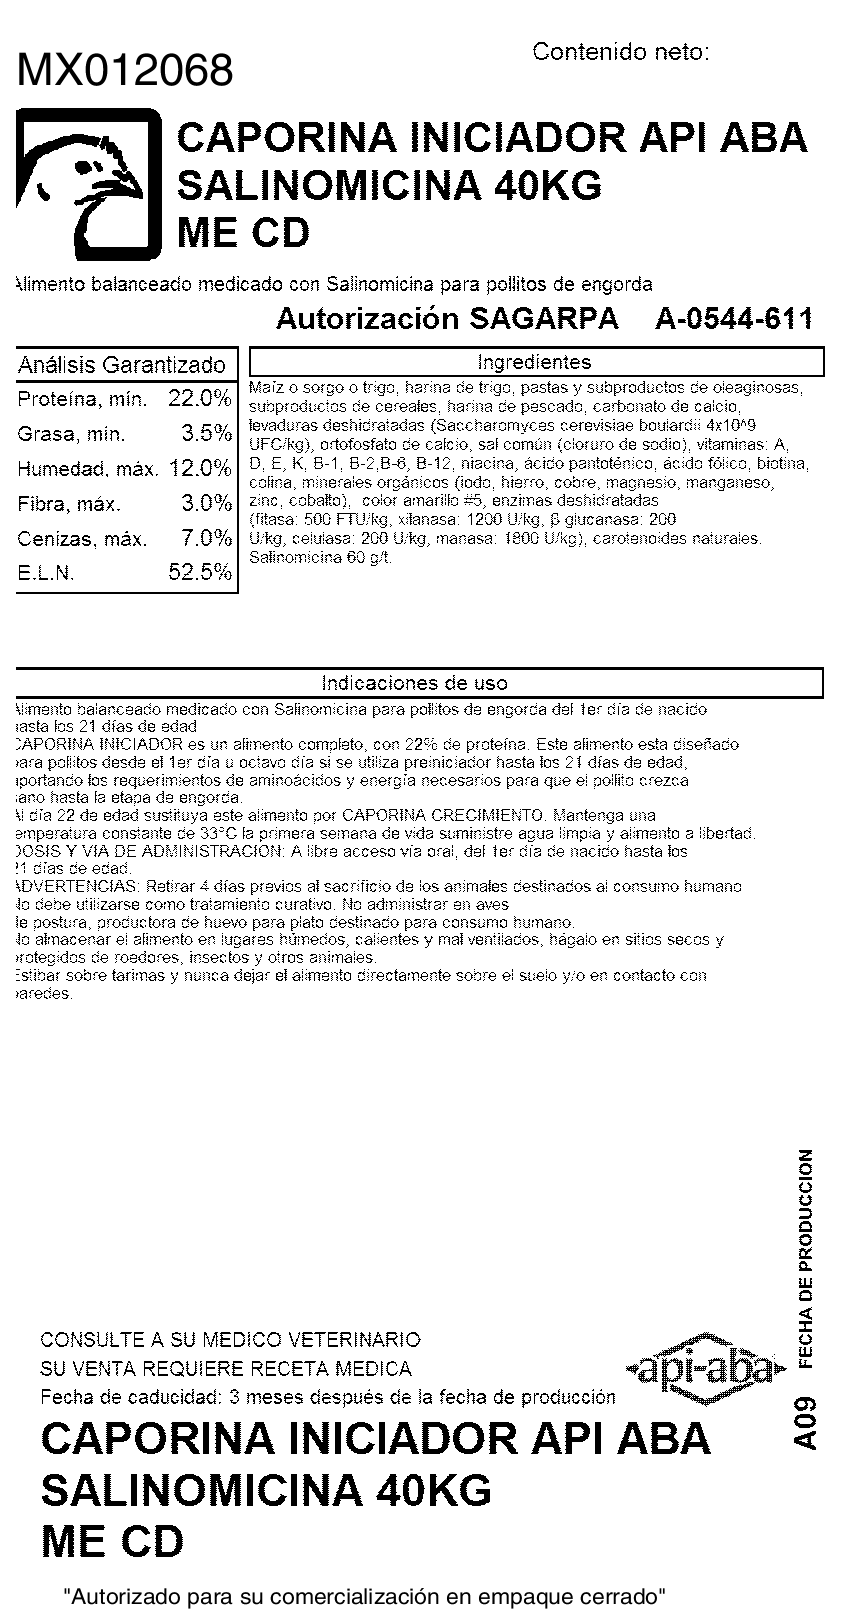 Contenido neto:
MX012068
CAPORINA INICIADOR API ABA
SALINOMICINA 40KG
ME CD
Alimento balanceado medicado con Salinomicina para pollitos de engorda
Autorización SAGARPA A-0544-611
Análisis Garantizado
Proteína, mín. 22.0%
Grasa, mín. 3.5%
Humedad, máx. 12.0%
Fibra, máx. 3.0%
Cenizas, máx. 7.0%
E.L.N. 52.5%
Ingredientes
Maíz o sorgo o trigo, harina de trigo, pastas y subproductos de oleaginosas,
subproductos de cereales, harina de pescado, carbonato de calcio,
levaduras deshidratadas (Saccharomyces cerevisiae boulardii 4x10^9
UFC/kg), ortofosfato de calcio, sal común (cloruro de sodio), vitaminas: A,
D, E, K, B-1, B-2,B-6, B-12, niacina, ácido pantoténico, ácido fólico, biotina,
colina, minerales orgánicos (iodo, hierro, cobre, magnesio, manganeso,
zinc, cobalto), color amarillo #5, enzimas deshidratadas
(fitasa: 500 FTU/kg, xilanasa: 1200 U/kg, β glucanasa: 200
U/kg, celulasa: 200 U/kg, manasa: 1800 U/kg), carotenoides naturales.
Salinomicina 60 g/t.
Indicaciones de uso
Alimento balanceado medicado con Salinomicina para pollitos de engorda del 1er día de nacido
hasta los 21 días de edad
CAPORINA INICIADOR es un alimento completo, con 22% de proteína. Este alimento esta diseñado
para pollitos desde el 1er día u octavo día si se utiliza preiniciador hasta los 21 días de edad,
aportando los requerimientos de aminoácidos y energía necesarios para que el pollito crezca
sano hasta la etapa de engorda.
Al día 22 de edad sustituya este alimento por CAPORINA CRECIMIENTO. Mantenga una
temperatura constante de 33°C la primera semana de vida suministre agua limpia y alimento a libertad.
DOSIS Y VIA DE ADMINISTRACION: A libre acceso vía oral, del 1er día de nacido hasta los
21 días de edad.
ADVERTENCIAS: Retirar 4 días previos al sacrificio de los animales destinados al consumo humano
No debe utilizarse como tratamiento curativo. No administrar en aves
de postura, productora de huevo para plato destinado para consumo humano.
No almacenar el alimento en lugares húmedos, calientes y mal ventilados, hágalo en sitios secos y
protegidos de roedores, insectos y otros animales.
Estibar sobre tarimas y nunca dejar el alimento directamente sobre el suelo y/o en contacto con
paredes.
A09 FECHA DE PRODUCCION
CONSULTE A SU MEDICO VETERINARIO
SU VENTA REQUIERE RECETA MEDICA
Fecha de caducidad: 3 meses después de la fecha de producción
api-aba
CAPORINA INICIADOR API ABA
SALINOMICINA 40KG
ME CD
"Autorizado para su comercialización en empaque cerrado"